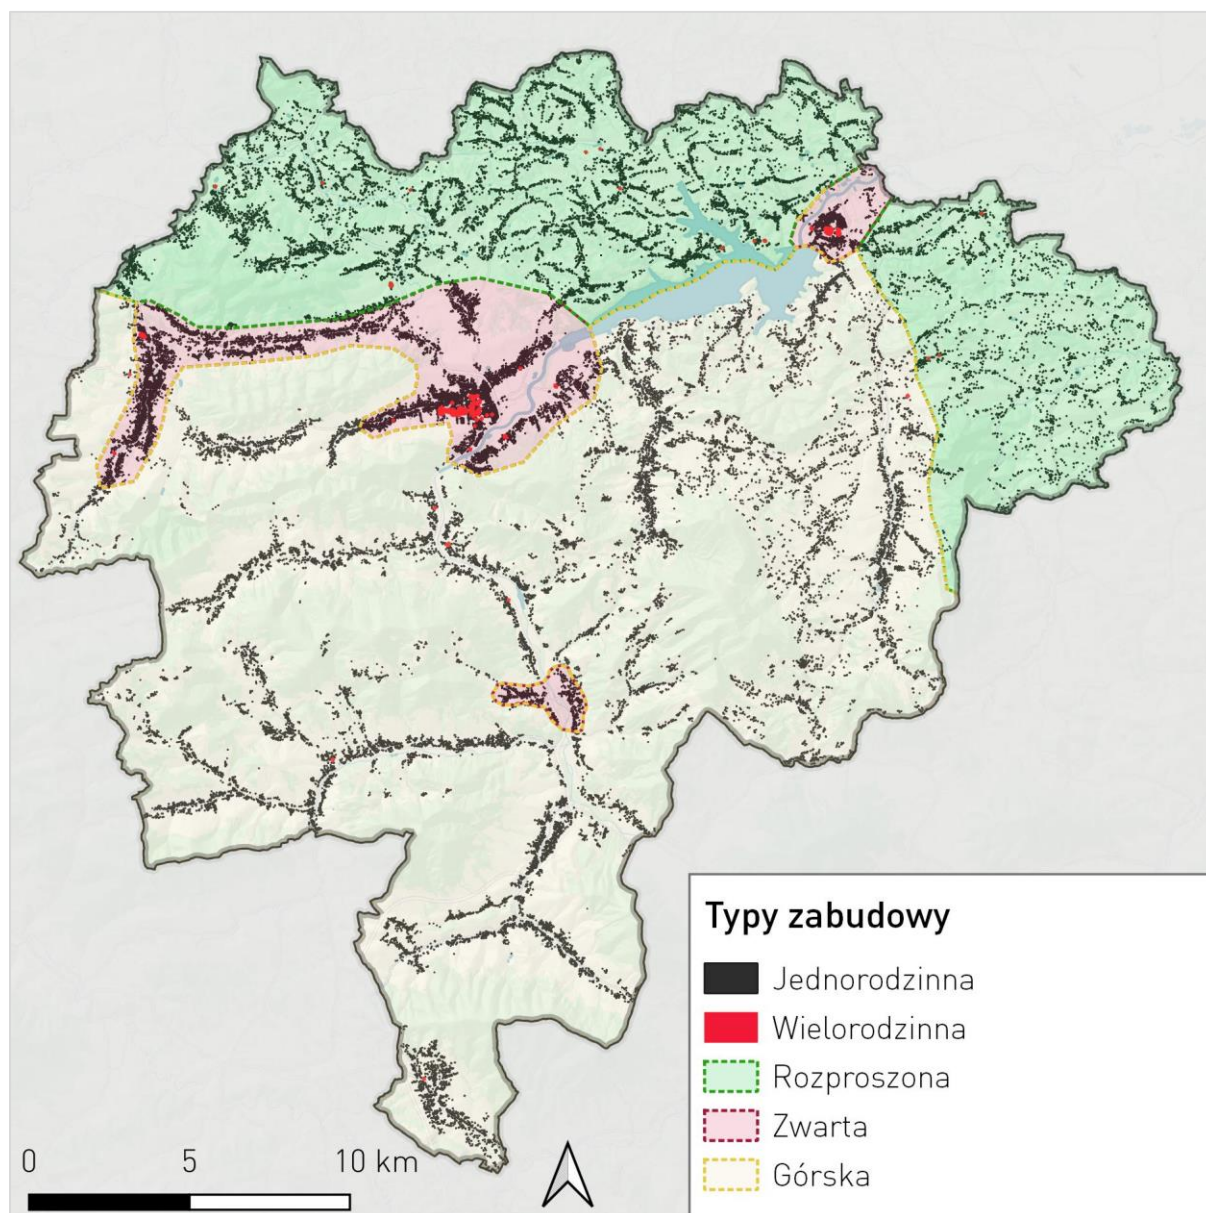 Typy zabudowy
Jednorodzinna
Wielorodzinna
Rozproszona
Zwarta
Górska
0 5 10 km